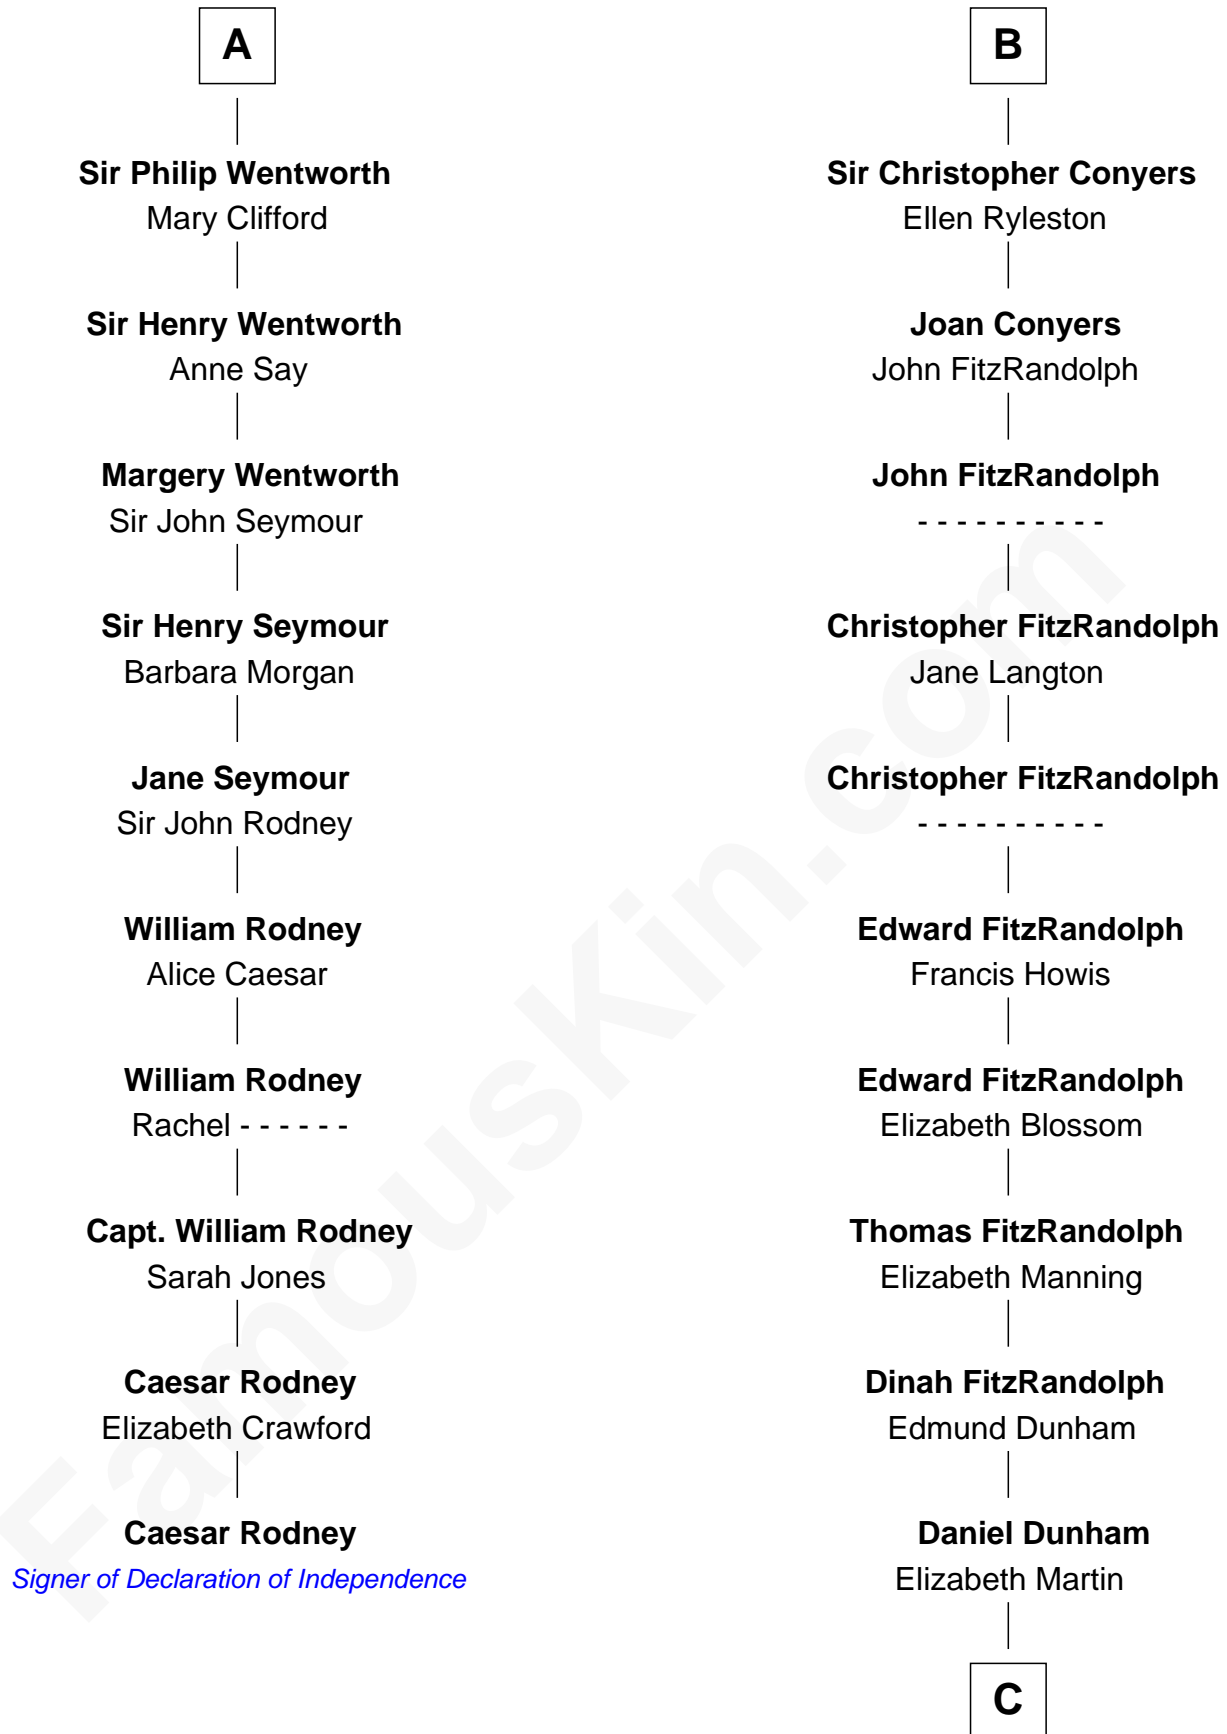 A
Sir Philip Wentworth
Mary Clifford
Sir Henry Wentworth
Anne Say
Margery Wentworth
Sir John Seymour
Sir Henry Seymour
Barbara Morgan
Jane Seymour
Sir John Rodney
William Rodney
Alice Caesar
William Rodney
Rachel - - - - - -
Capt. William Rodney
Sarah Jones
Caesar Rodney
Elizabeth Crawford
Caesar Rodney
Signer of Declaration of Independence
B
Sir Christopher Conyers
Ellen Ryleston
Joan Conyers
John FitzRandolph
John FitzRandolph
- - - - - - - - - -
Christopher FitzRandolph
Jane Langton
Christopher FitzRandolph
- - - - - - - - - -
Edward FitzRandolph
Francis Howis
Edward FitzRandolph
Elizabeth Blossom
Thomas FitzRandolph
Elizabeth Manning
Dinah FitzRandolph
Edmund Dunham
Daniel Dunham
Elizabeth Martin
C
FamousKin.com